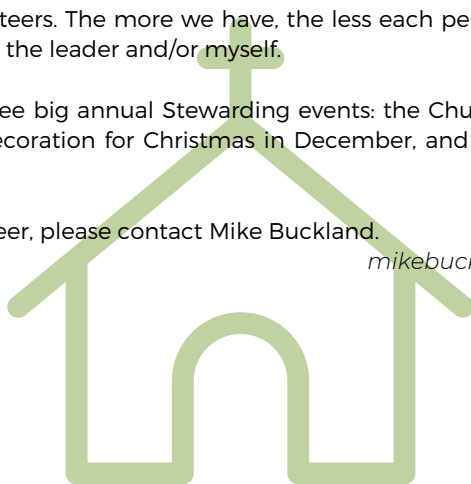 teers. The more we have, the less each pe
the leader and/or myself.
ee big annual Stewarding events: the Chu
ecoration for Christmas in December, and
eer, please contact Mike Buckland.
mikebuck